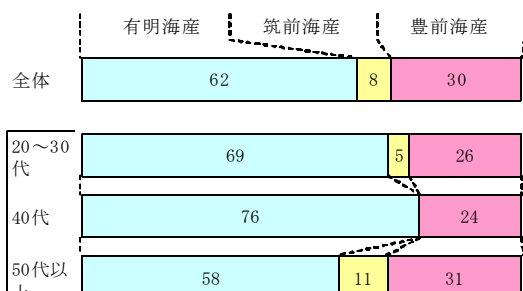 有明海産 筑前海産 豊前海産
全体 62 8 30
20～30
代
69 5 26
40代 76 24
50代以
58 11 31